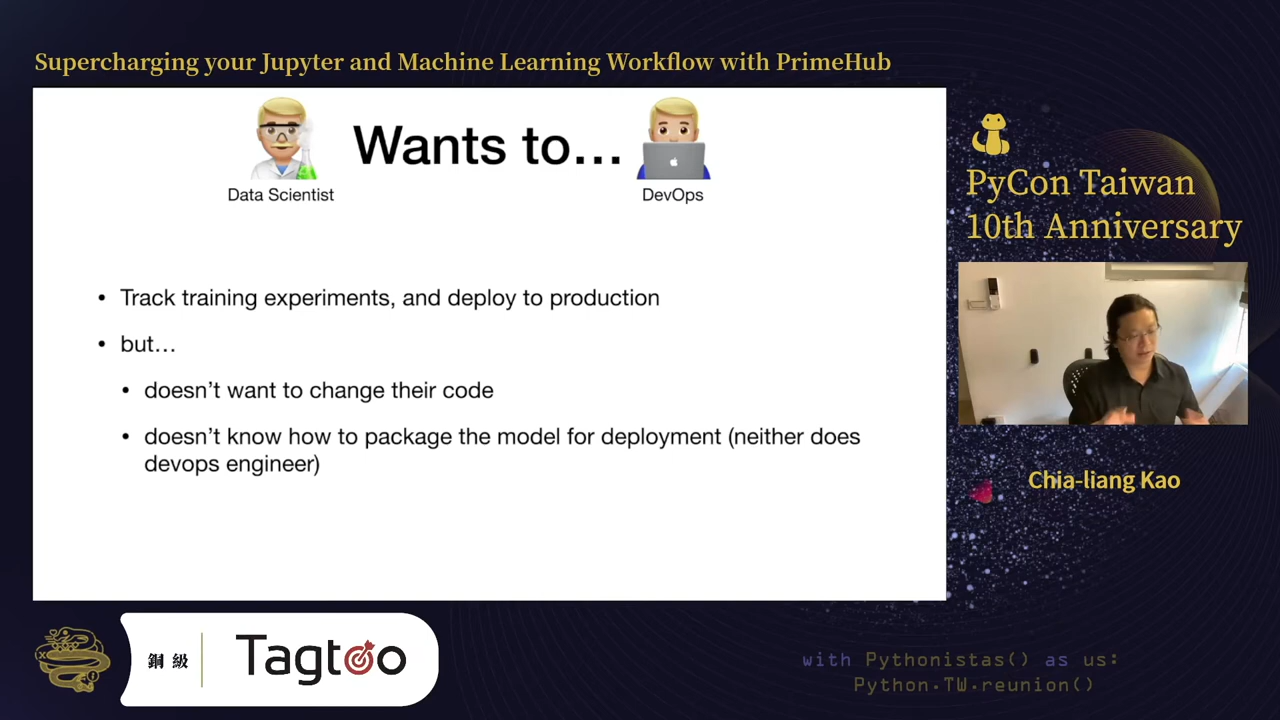 Supercharging your Jupyter and Machine Learning Workflow with PrimeHub
Wants to…
Data Scientist
DevOps
• Track training experiments, and deploy to production
• but…
• doesn't want to change their code
• doesn't know how to package the model for deployment (neither does
devops engineer)
PyCon Taiwan
10th Anniversary
Chia-liang Kao
銅級
Tagtoo
with Pythonistas() as us:
Python.TW.reunion()